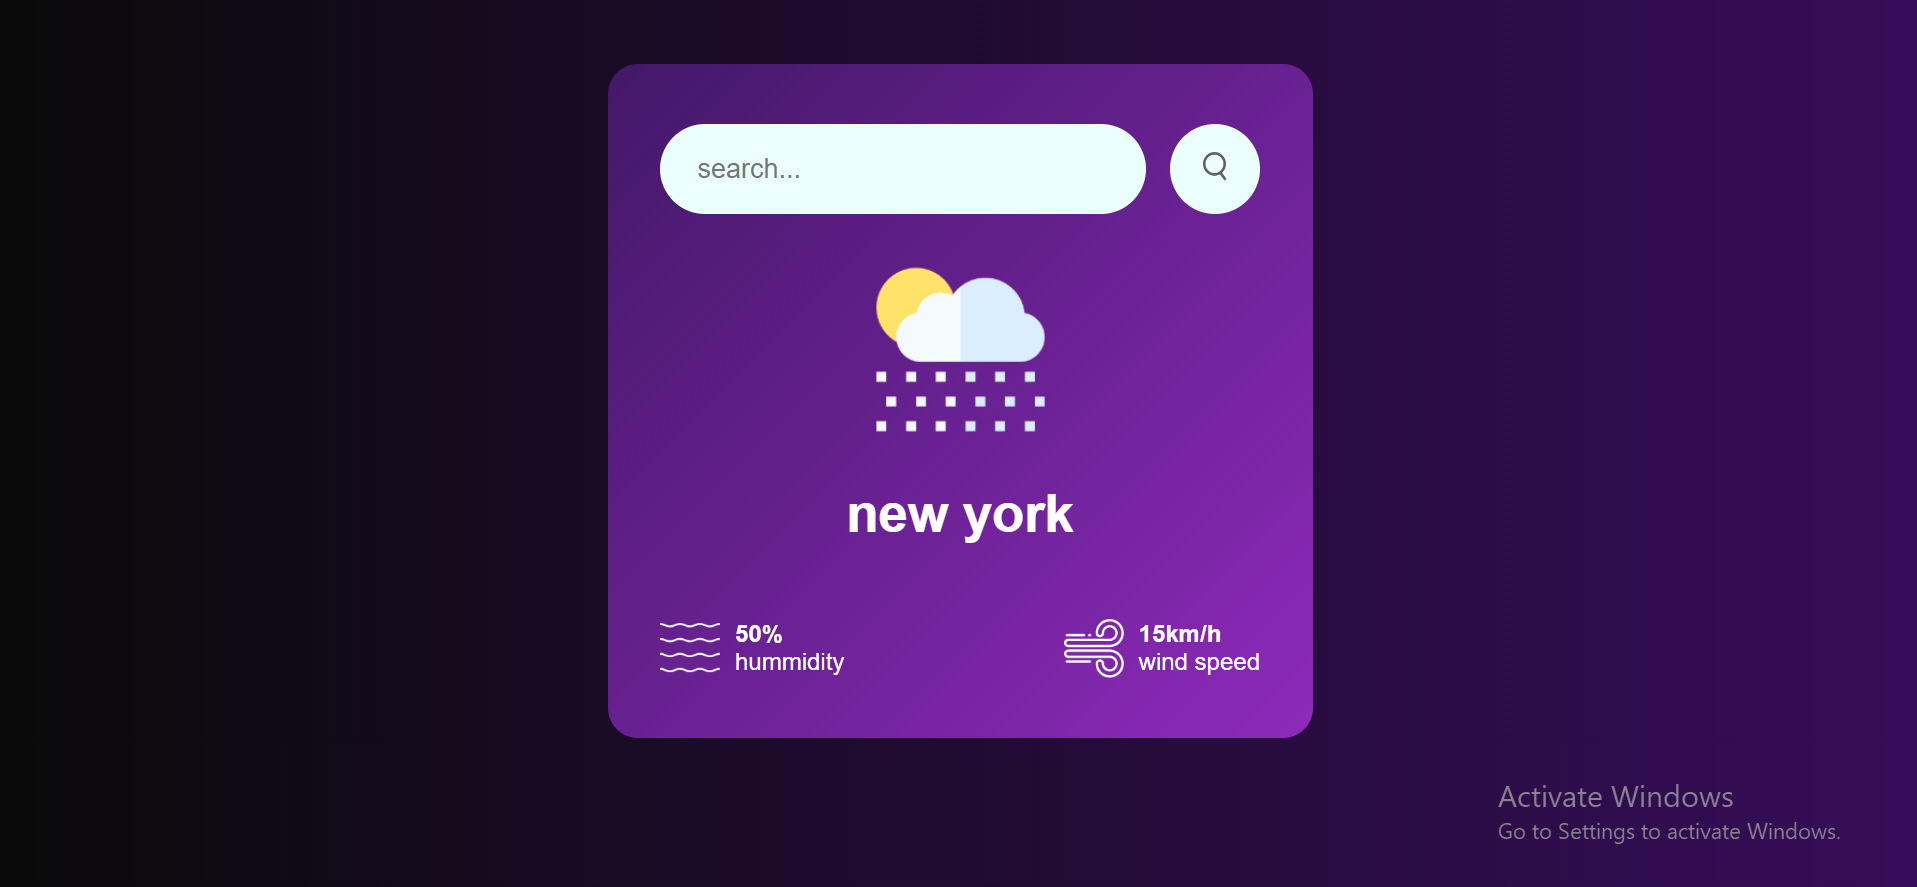 search...
new york
50%
hummidity
15km/h
wind speed
Activate Windows
Go to Settings to activate Windows.